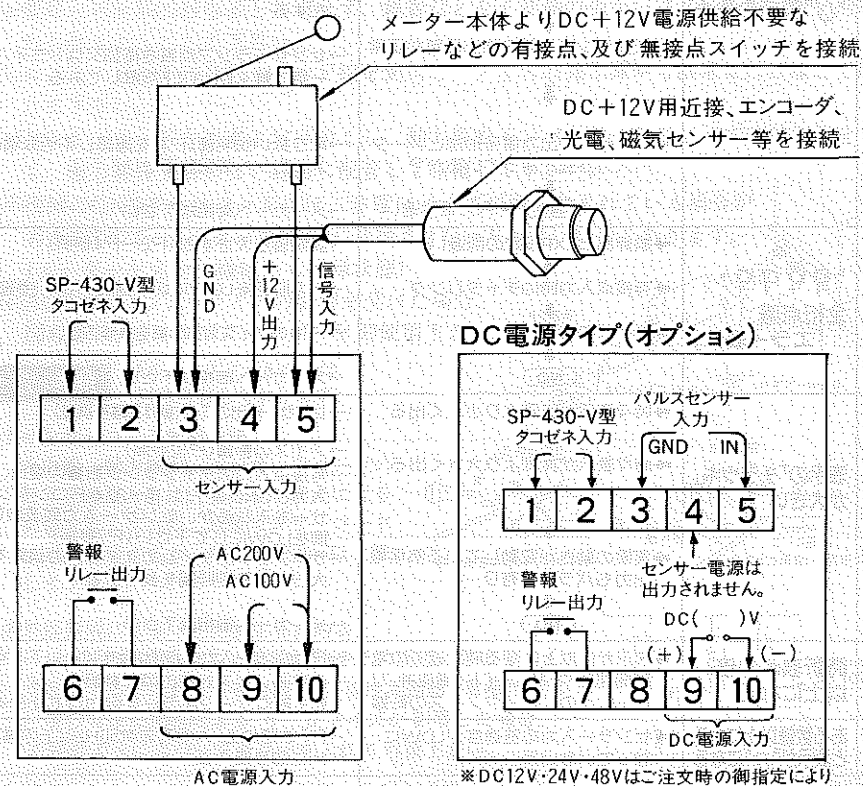 メーター本体よりDC+12V電源供給不要な
リレーなどの有接点、及び無接点スイッチを接続
DC+12V用近接、エンコーダ、
光電、磁気センサー等を接続
SP-430-V型
タコゼネ入力
GND
+12V出力
信号入力
1 2 3 4 5
センサー入力
警報
リレー出力
AC200V
AC100V
6 7 8 9 10
AC電源入力
DC電源タイプ(オプション)
SP-430-V型
タコゼネ入力
パルスセンサー
入力
GND IN
1 2 3 4 5
センサー電源は
出力されません。
警報
リレー出力
DC( )V
(+) (−)
6 7 8 9 10
DC電源入力
※DC12V・24V・48Vはご注文時の御指定により